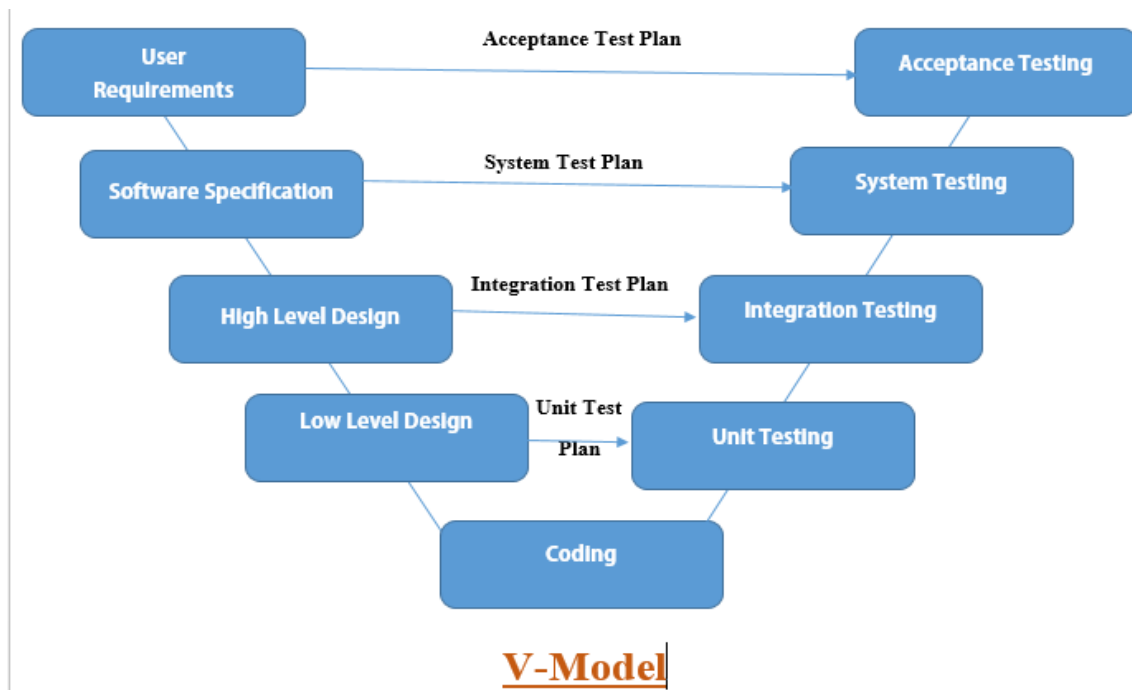 User
Requirements
Acceptance Test Plan
Acceptance Testing
Software Specification
System Test Plan
System Testing
High Level Design
Integration Test Plan
Integration Testing
Low Level Design
Unit Test
Plan
Unit Testing
Coding
V-Model